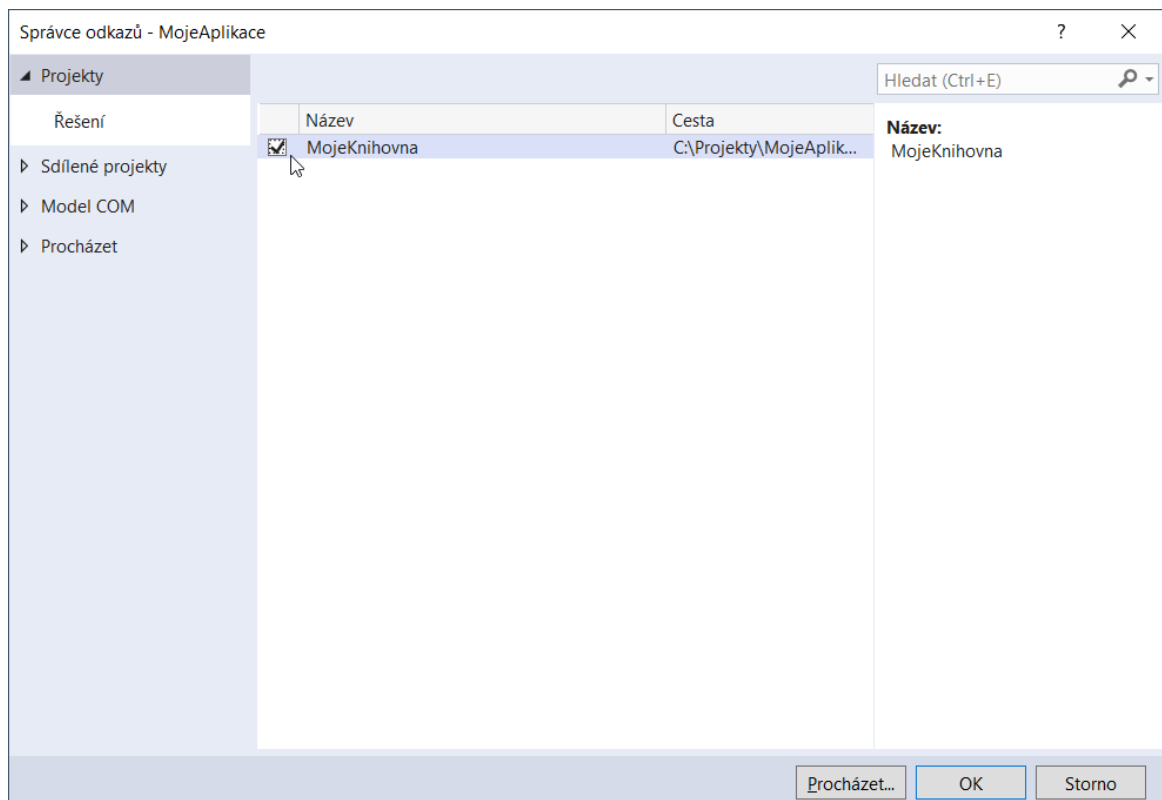 Správce odkazů - MojeAplikace
?
Projekty
Řešení
Sdílené projekty
Model COM
Procházet
Název
Cesta
MojeKnihovna
C:\Projekty\MojeAplik...
Hledat (Ctrl+E)
Název:
MojeKnihovna
Procházet...
OK
Storno